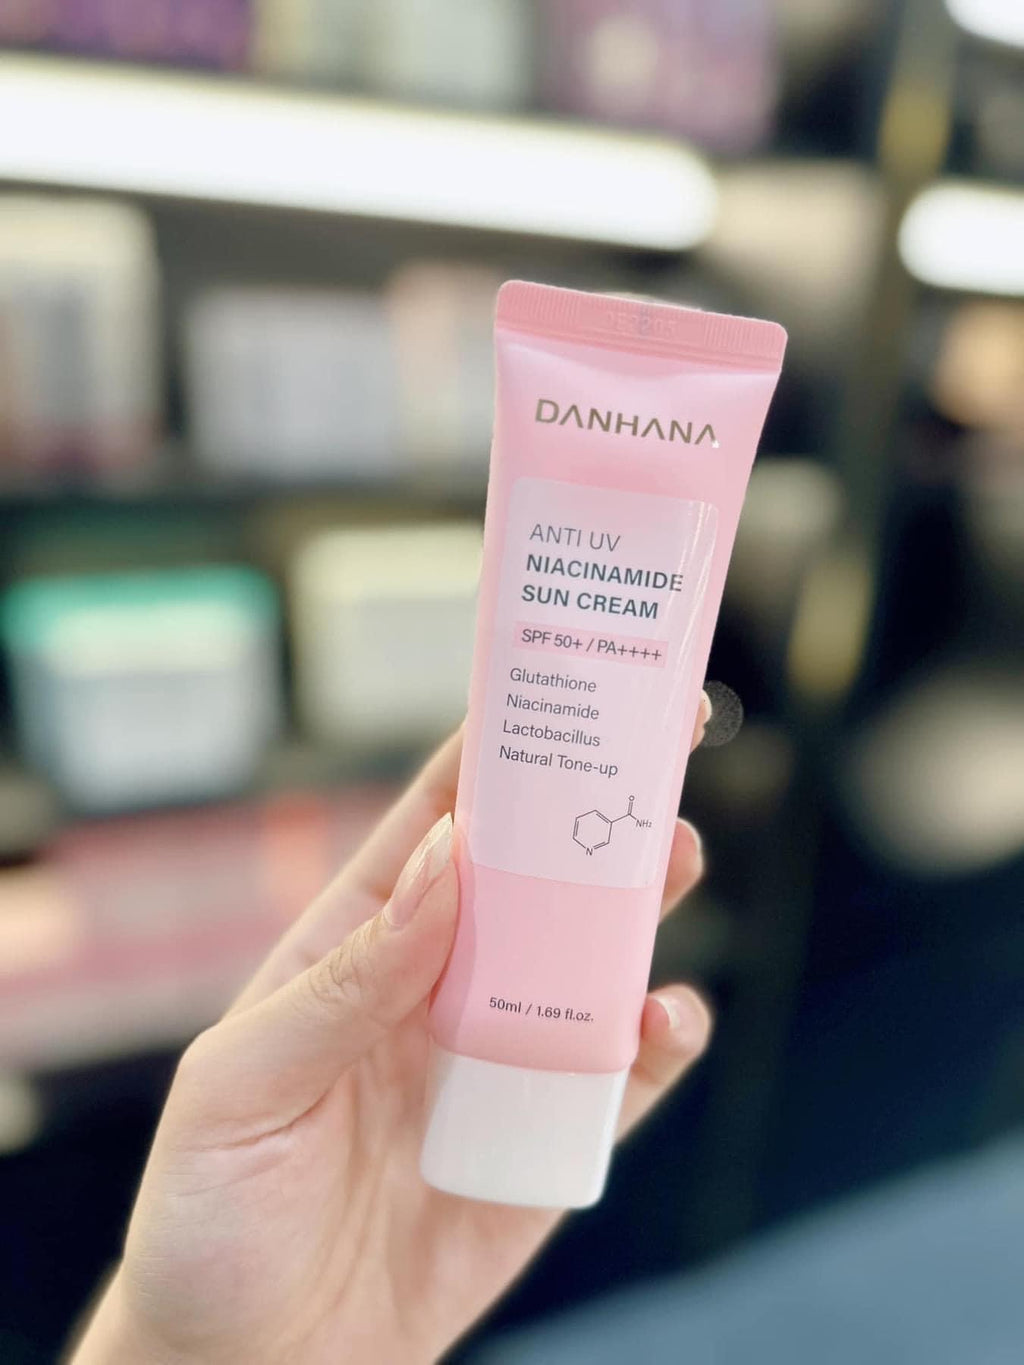 DANHANA
ANTI UV
NIACINAMIDE
SUN CREAM
SPF 50+ / PA++++
Glutathione
Niacinamide
Lactobacillus
Natural Tone-up
O
NH₂
N
50ml / 1.69 fl.oz.